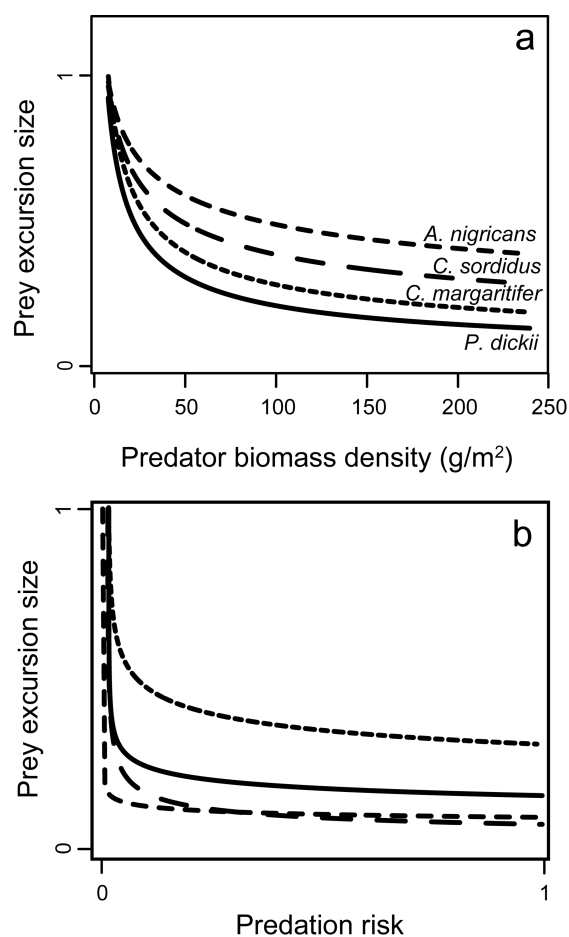 a
1
Prey excursion size
A. nigricans
C. sordidus
C. margaritifer
P. dickii
0
0 50 100 150 200 250
Predator biomass density (g/m²)
b
1
Prey excursion size
0
0 1
Predation risk